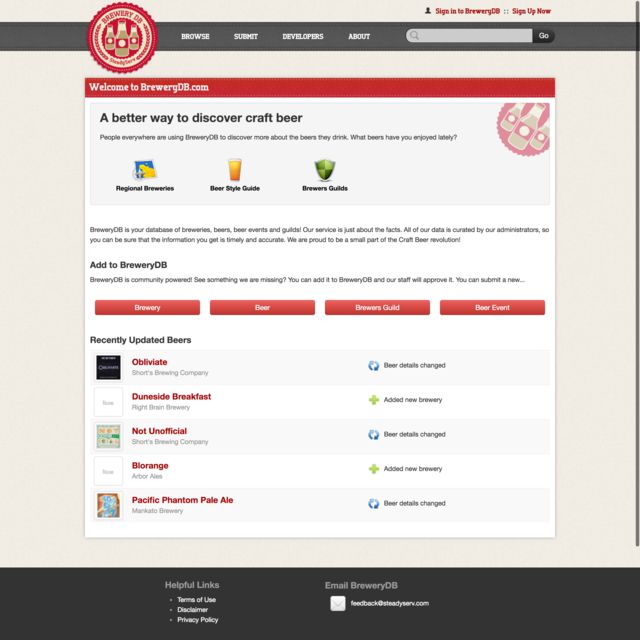 Sign in to BreweryDB :: Sign Up Now
BREWERY DB
SteadyServ
BROWSE SUBMIT DEVELOPERS ABOUT Go
Welcome to BreweryDB.com
A better way to discover craft beer
People everywhere are using BreweryDB to discover more about the beers they drink. What beers have you enjoyed lately?
Regional Breweries Beer Style Guide Brewers Guilds
BreweryDB is your database of breweries, beers, beer events and guilds! Our service is just about the facts. All of our data is curated by our administrators, so
you can be sure that the information you get is timely and accurate. We are proud to be a small part of the Craft Beer revolution!
Add to BreweryDB
BreweryDB is community powered! See something we are missing? You can add it to BreweryDB and our staff will approve it. You can submit a new...
Brewery Beer Brewers Guild Beer Event
Recently Updated Beers
Obliviate
Short's Brewing Company
Beer details changed
None
Duneside Breakfast
Right Brain Brewery
Added new brewery
Not Unofficial
Short's Brewing Company
Beer details changed
None
Blorange
Arbor Ales
Added new brewery
Pacific Phantom Pale Ale
Mankato Brewery
Beer details changed
Helpful Links
• Terms of Use
• Disclaimer
• Privacy Policy
Email BreweryDB
feedback@steadyserv.com